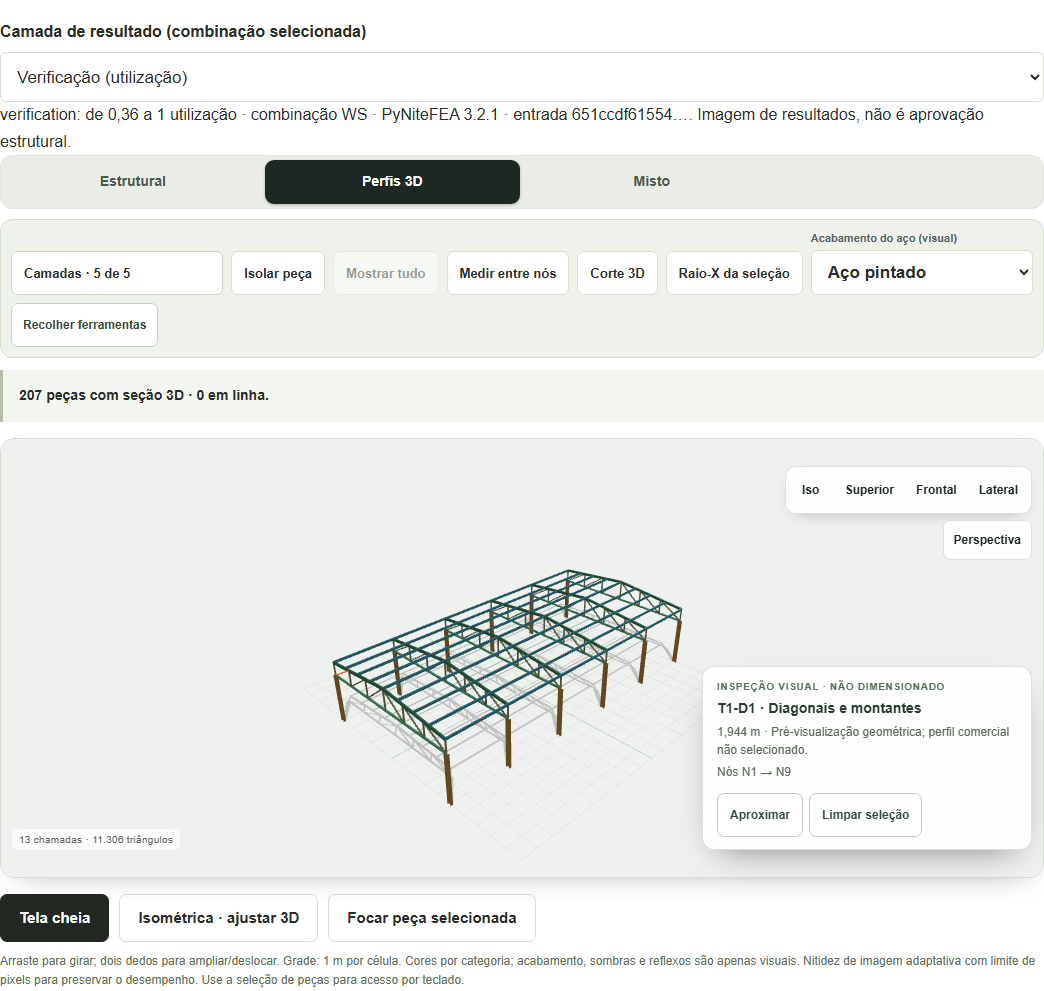 Camada de resultado (combinação selecionada)
Verificação (utilização)
verification: de 0,36 a 1 utilização · combinação WS · PyNiteFEA 3.2.1 · entrada 651ccdf61554…. Imagem de resultados, não é aprovação
estrutural.
Estrutural
Perfis 3D
Misto
Acabamento do aço (visual)
Camadas · 5 de 5
Isolar peça
Mostrar tudo
Medir entre nós
Corte 3D
Raio-X da seleção
Aço pintado
Recolher ferramentas
207 peças com seção 3D · 0 em linha.
Iso
Superior
Frontal
Lateral
Perspectiva
INSPEÇÃO VISUAL · NÃO DIMENSIONADO
T1-D1 · Diagonais e montantes
1,944 m · Pré-visualização geométrica; perfil comercial
não selecionado.
Nós N1 → N9
Aproximar
Limpar seleção
13 chamadas · 11.306 triângulos
Tela cheia
Isométrica · ajustar 3D
Focar peça selecionada
Arraste para girar; dois dedos para ampliar/deslocar. Grade: 1 m por célula. Cores por categoria; acabamento, sombras e reflexos são apenas visuais. Nitidez de imagem adaptativa com limite de
pixels para preservar o desempenho. Use a seleção de peças para acesso por teclado.